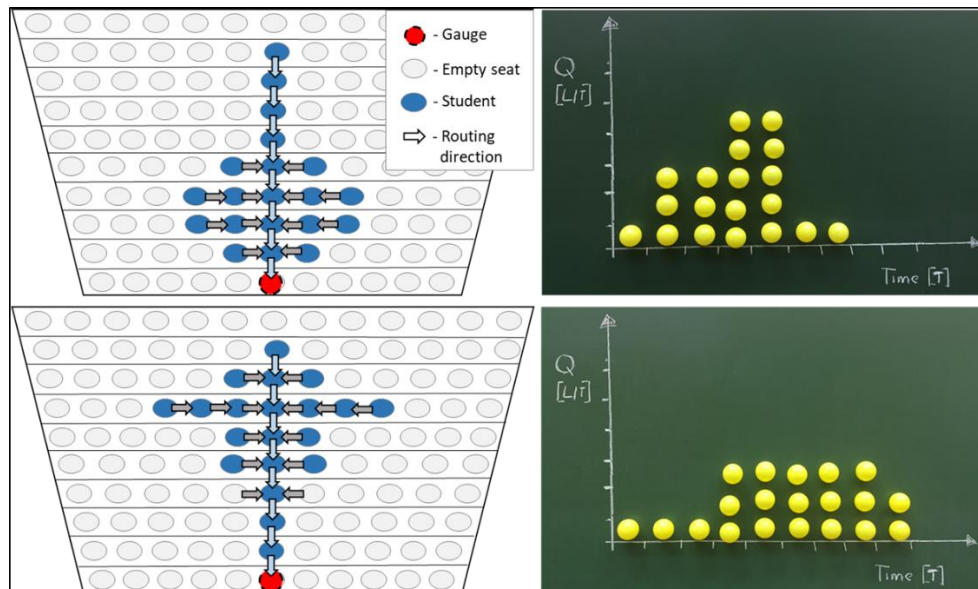 - Gauge
- Empty seat
- Student
- Routing
direction
Q
[L/T]
Time [T]
Q
[L/T]
Time [T]